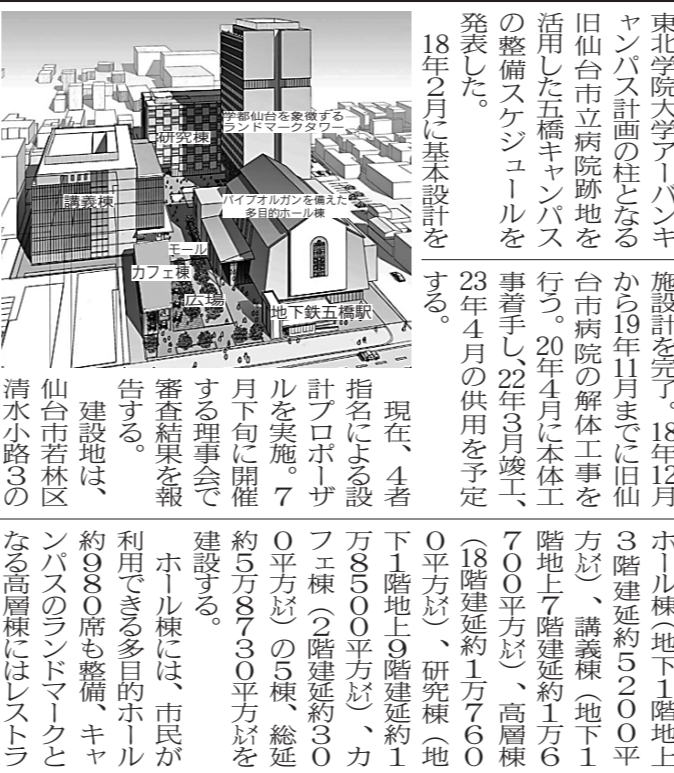 東北学院大学アーバンキ
ャンパス計画の柱となる
旧仙台市立病院跡地を
活用した五橋キャンパス
の整備スケジュールを
発表した。
18年2月に基本設計を
施設計を完了。18年12月
から19年11月までに旧仙
台市病院の解体工事を
行う。20年4月に本体工
事着手し、22年3月竣工、
23年4月の供用を予定
する。
現在、4者
指名による設
計プロポーザ
ルを実施。7
月下旬に開催
する理事会で
審査結果を報
告する。
建設地は、
仙台市若林区
清水小路3の
ホール棟(地下1階地上
3階建延約5200平
方㍍)、講義棟(地下1
階地上7階建延約1万6
700平方㍍)、高層棟
(18階建延約1万760
0平方㍍)、研究棟(地
下1階地上9階建延約1
万8500平方㍍)、カ
フェ棟(2階建延約30
0平方㍍)の5棟、総延
約5万8730平方㍍を
建設する。
ホール棟には、市民が
利用できる多目的ホール
約980席も整備、キャ
ンパスのランドマークと
なる高層棟にはレストラ
学都仙台を象徴する
ランドマークタワー
研究棟
講義棟
パイプオルガンを備えた
多目的ホール棟
モール
カフェ棟
広場
地下鉄五橋駅